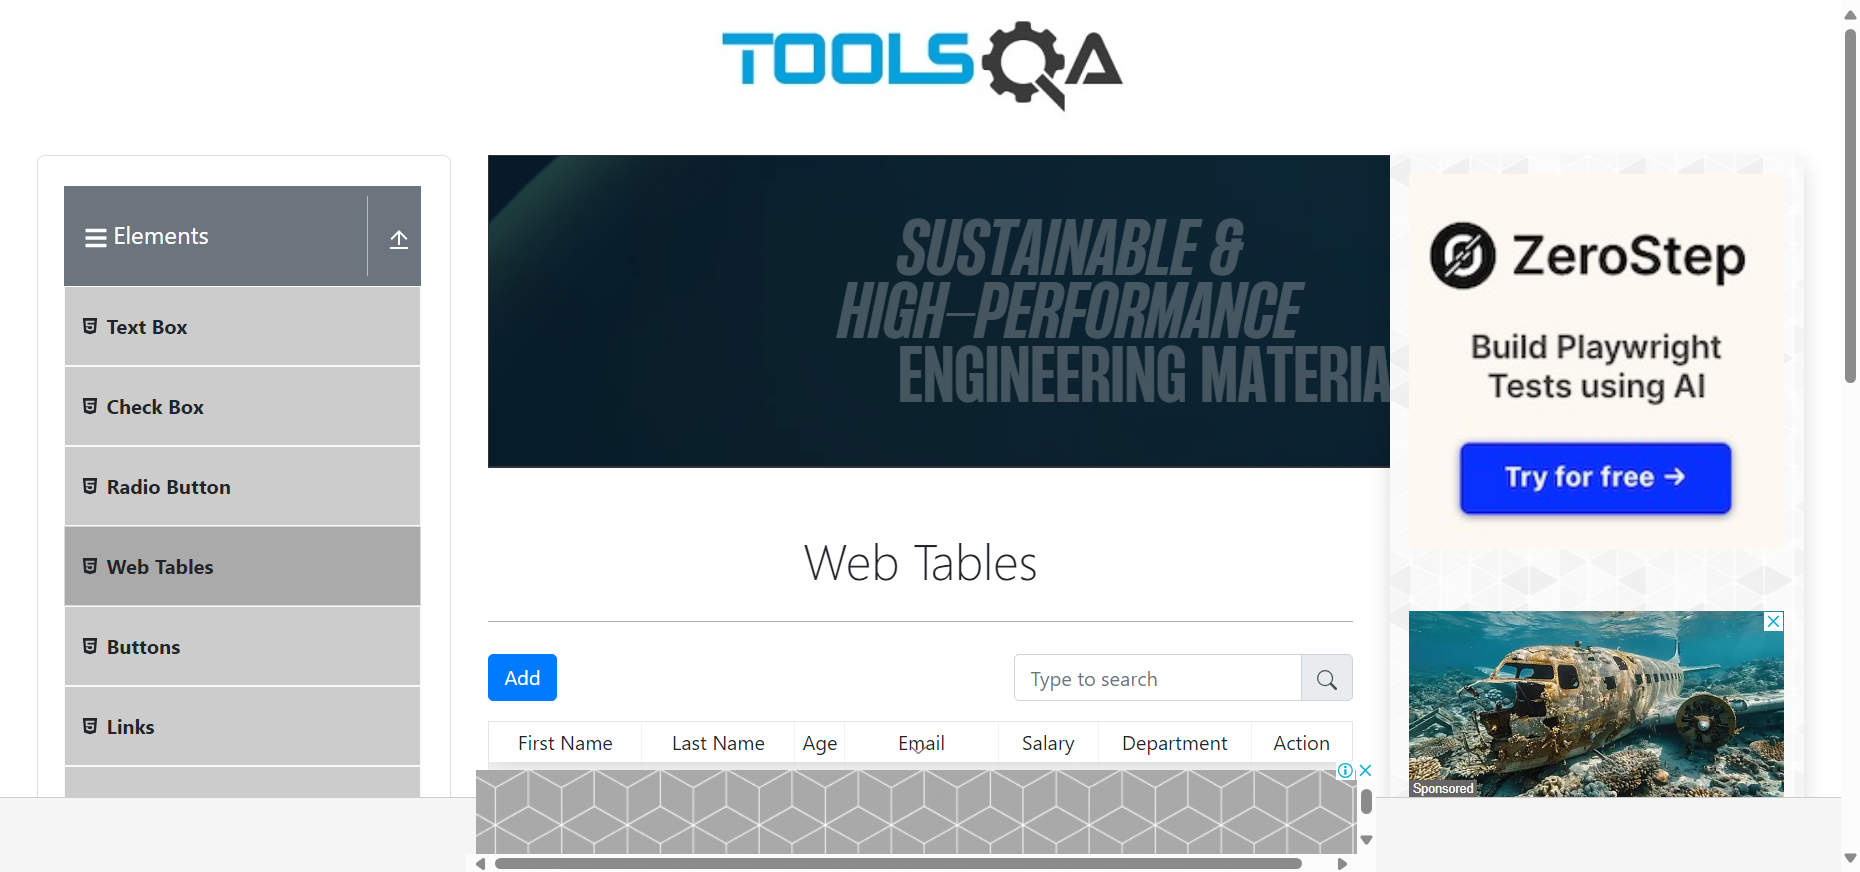 TOOLSQA
Elements
Text Box
Check Box
Radio Button
Web Tables
Buttons
Links
SUSTAINABLE &
HIGH-PERFORMANCE
ENGINEERING MATERIA
Web Tables
Add
Type to search
First Name Last Name Age Email Salary Department Action
ZeroStep
Build Playwright
Tests using AI
Try for free →
Sponsored